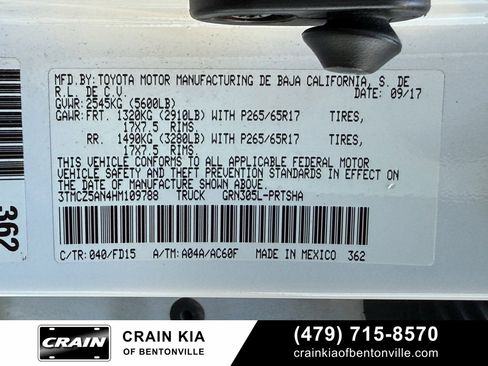 MFD.BY:TOYOTA MOTOR MANUFACTURING DE BAJA CALIFORNIA, S. DE
R.L. DE C.V. DATE: 09/17
GVWR:2545KG (5600LB)
GAWR:FRT. 1320KG (2910LB) WITH P265/65R17 TIRES,
17X7.5 RIMS.
RR. 1490KG (3280LB) WITH P265/65R17 TIRES,
17X7.5 RIMS.
THIS VEHICLE CONFORMS TO ALL APPLICABLE FEDERAL MOTOR
VEHICLE SAFETY AND THEFT PREVENTION STANDARDS IN EFFECT ON
THE DATE OF MANUFACTURE SHOWN ABOVE.
3TMCZ5AN4HM109788 TRUCK GRN305L-PRTSHA
C/TR:040/FD15 A/TM:A04A/AC60F MADE IN MEXICO 362
362
CRAIN
CRAIN KIA
OF BENTONVILLE
(479) 715-8570
crainkiaofbentonville.com